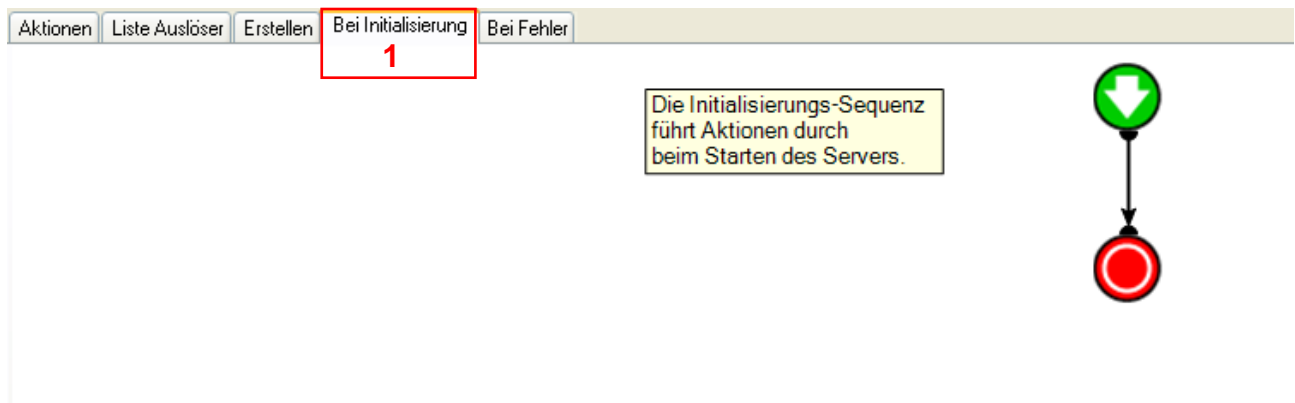 Aktionen Liste Auslöser Erstellen Bei Initialisierung Bei Fehler
1
Die Initialisierungs-Sequenz
führt Aktionen durch
beim Starten des Servers.